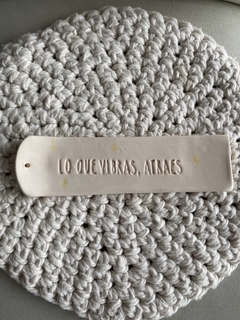 LO QUE VIBRAS, ATRAES